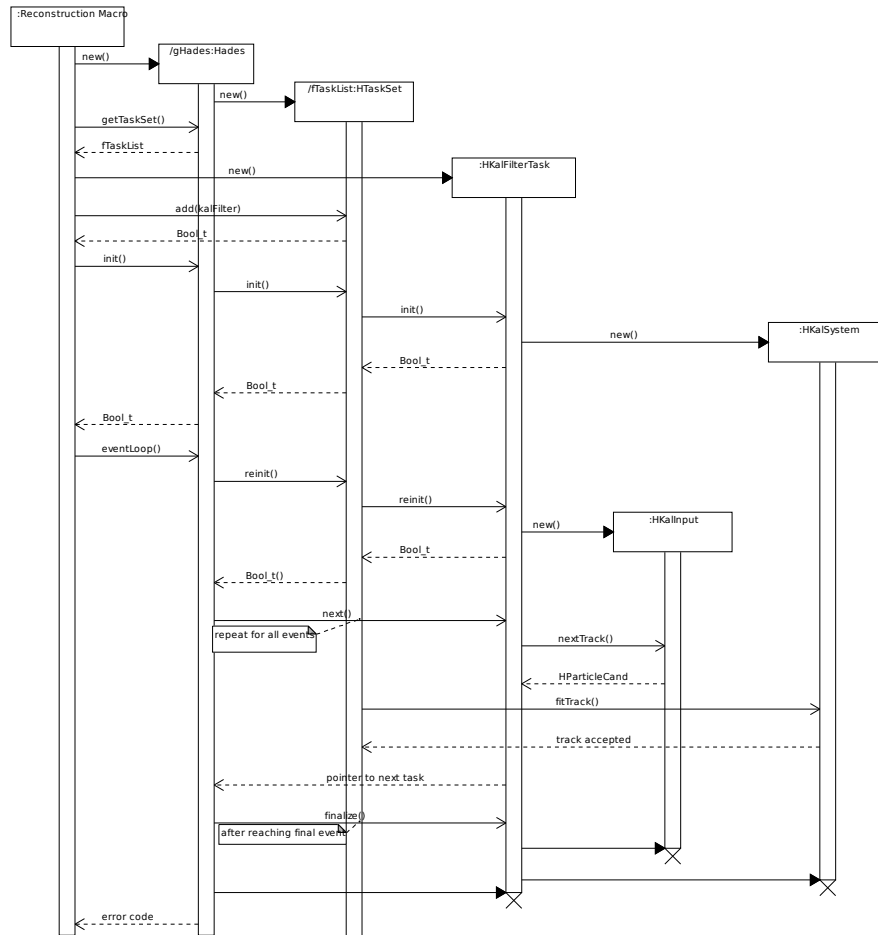 :Reconstruction Macro
/gHades:Hades
new()
/fTaskList:HTaskSet
new()
getTaskSet()
fTaskList
:HKalFilterTask
new()
add(kalFilter)
Bool_t
init()
init()
init()
:HKalSystem
new()
Bool_t
Bool_t
Bool_t
eventLoop()
reinit()
reinit()
:HKalInput
new()
Bool_t
Bool_t()
next()
repeat for all events
nextTrack()
HParticleCand
fitTrack()
track accepted
pointer to next task
finalize()
after reaching final event
error code